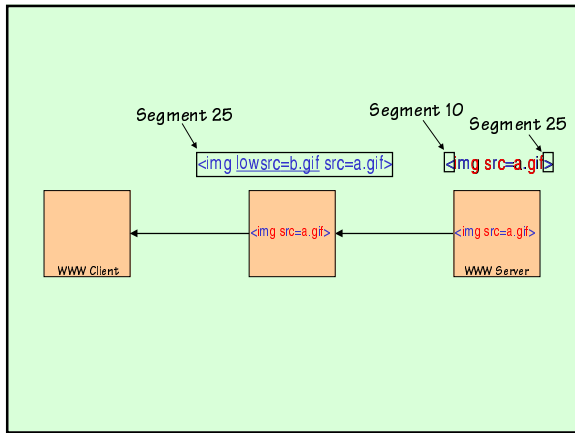 Segment 25
Segment 10
Segment 25
<img lowsrc=b.gif src=a.gif>
<img src=a.gif>
<img src=a.gif>
<img src=a.gif>
WWW Client
WWW Server